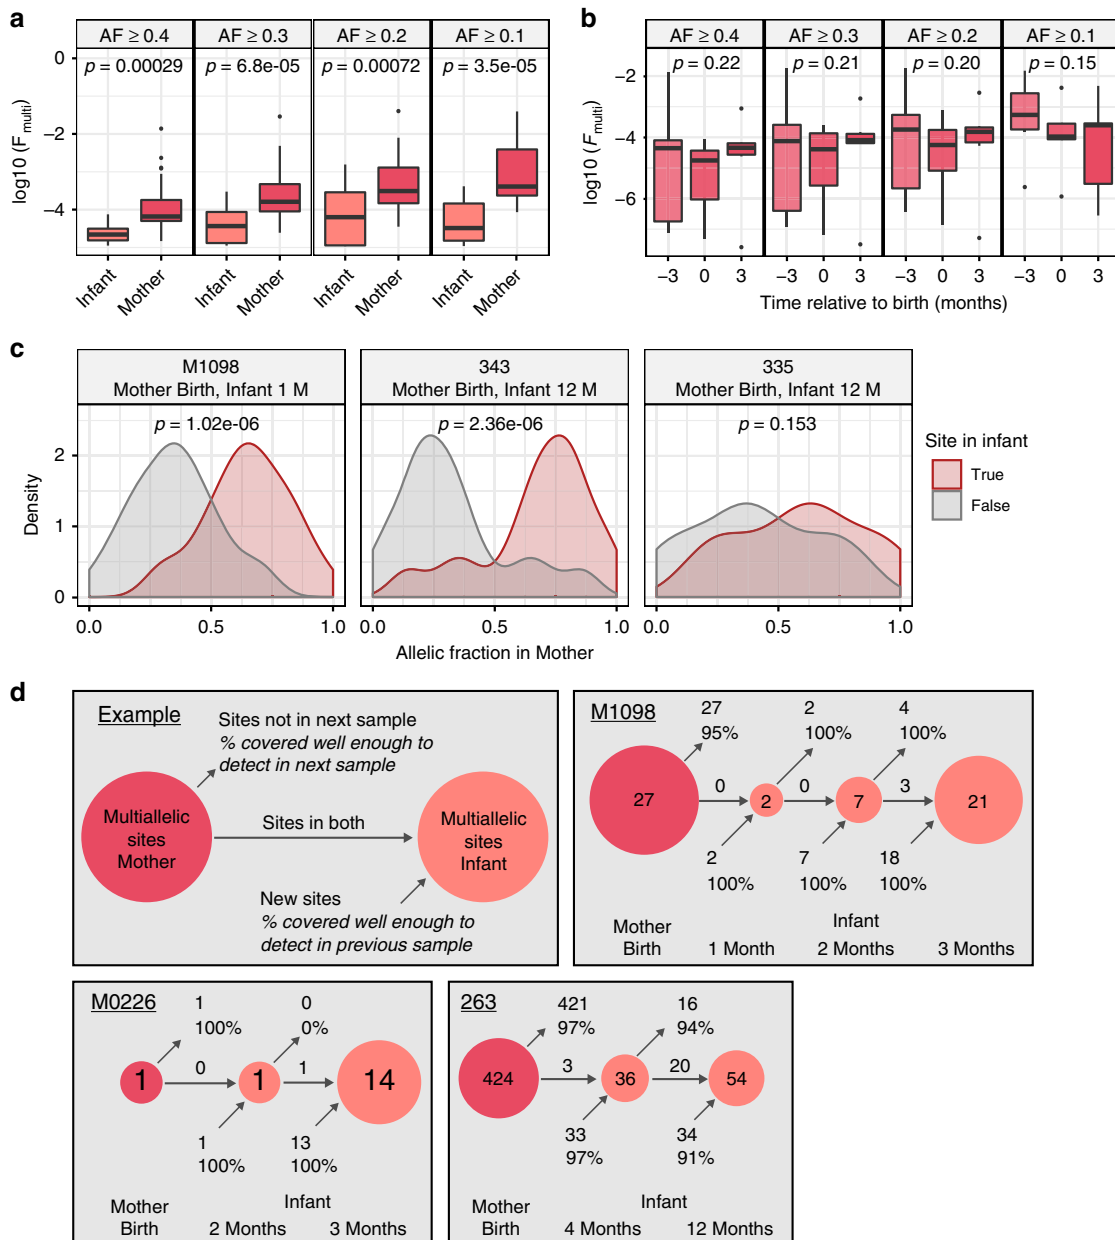 a
AF ≥ 0.4
AF ≥ 0.3
AF ≥ 0.2
AF ≥ 0.1
p = 0.00029
p = 6.8e-05
p = 0.00072
p = 3.5e-05
0
−2
−4
log10 (F multi)
Infant
Mother
Infant
Mother
Infant
Mother
Infant
Mother
b
AF ≥ 0.4
AF ≥ 0.3
AF ≥ 0.2
AF ≥ 0.1
p = 0.22
p = 0.21
p = 0.20
p = 0.15
−2
−4
−6
log10 (F multi)
−3 0 3
−3 0 3
−3 0 3
−3 0 3
Time relative to birth (months)
c
M1098
Mother Birth, Infant 1 M
343
Mother Birth, Infant 12 M
335
Mother Birth, Infant 12 M
p = 1.02e-06
p = 2.36e-06
p = 0.153
2
1
0
Density
0.0 0.5 1.0
0.0 0.5 1.0
0.0 0.5 1.0
Allelic fraction in Mother
Site in infant
True
False
d
Example
Sites not in next sample
% covered well enough to
detect in next sample
Multiallelic
sites
Mother
Sites in both
Multiallelic
sites
Infant
New sites
% covered well enough to
detect in previous sample
M1098
27
95%
2
100%
4
100%
27
0
2
0
7
3
21
2
100%
7
100%
18
100%
Infant
Mother
Birth
1 Month
2 Months
3 Months
M0226
1
100%
0
0%
1
0
1
1
14
1
100%
13
100%
Infant
Mother
Birth
2 Months
3 Months
263
421
97%
16
94%
424
3
36
20
54
33
97%
34
91%
Infant
Mother
Birth
4 Months
12 Months